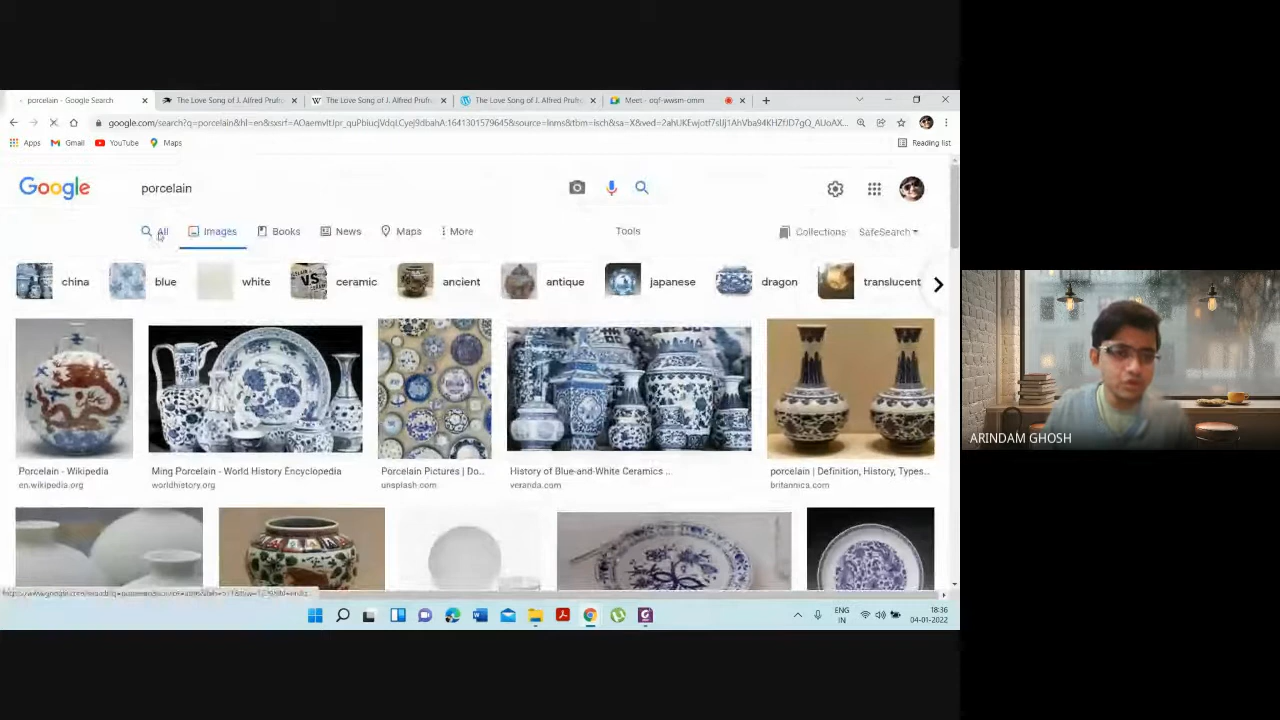 porcelain - Google Search
The Love Song of J. Alfred Prufr
The Love Song of J. Alfred Prufr
The Love Song of J. Alfred Prufr
Meet - oqf-wwsm-omm
Apps
Gmail
YouTube
Maps
Reading list
Google
porcelain
All
Images
Books
News
Maps
More
Tools
Collections
SafeSearch
china
blue
white
VS
ceramic
ancient
antique
japanese
dragon
translucent
Porcelain - Wikipedia
en.wikipedia.org
Ming Porcelain - World History Encyclopedia
worldhistory.org
Porcelain Pictures | Do...
unsplash.com
History of Blue-and-White Ceramics ...
veranda.com
porcelain | Definition, History, Types...
britannica.com
ENG
IN
18:36
04-01-2022
ARINDAM GHOSH